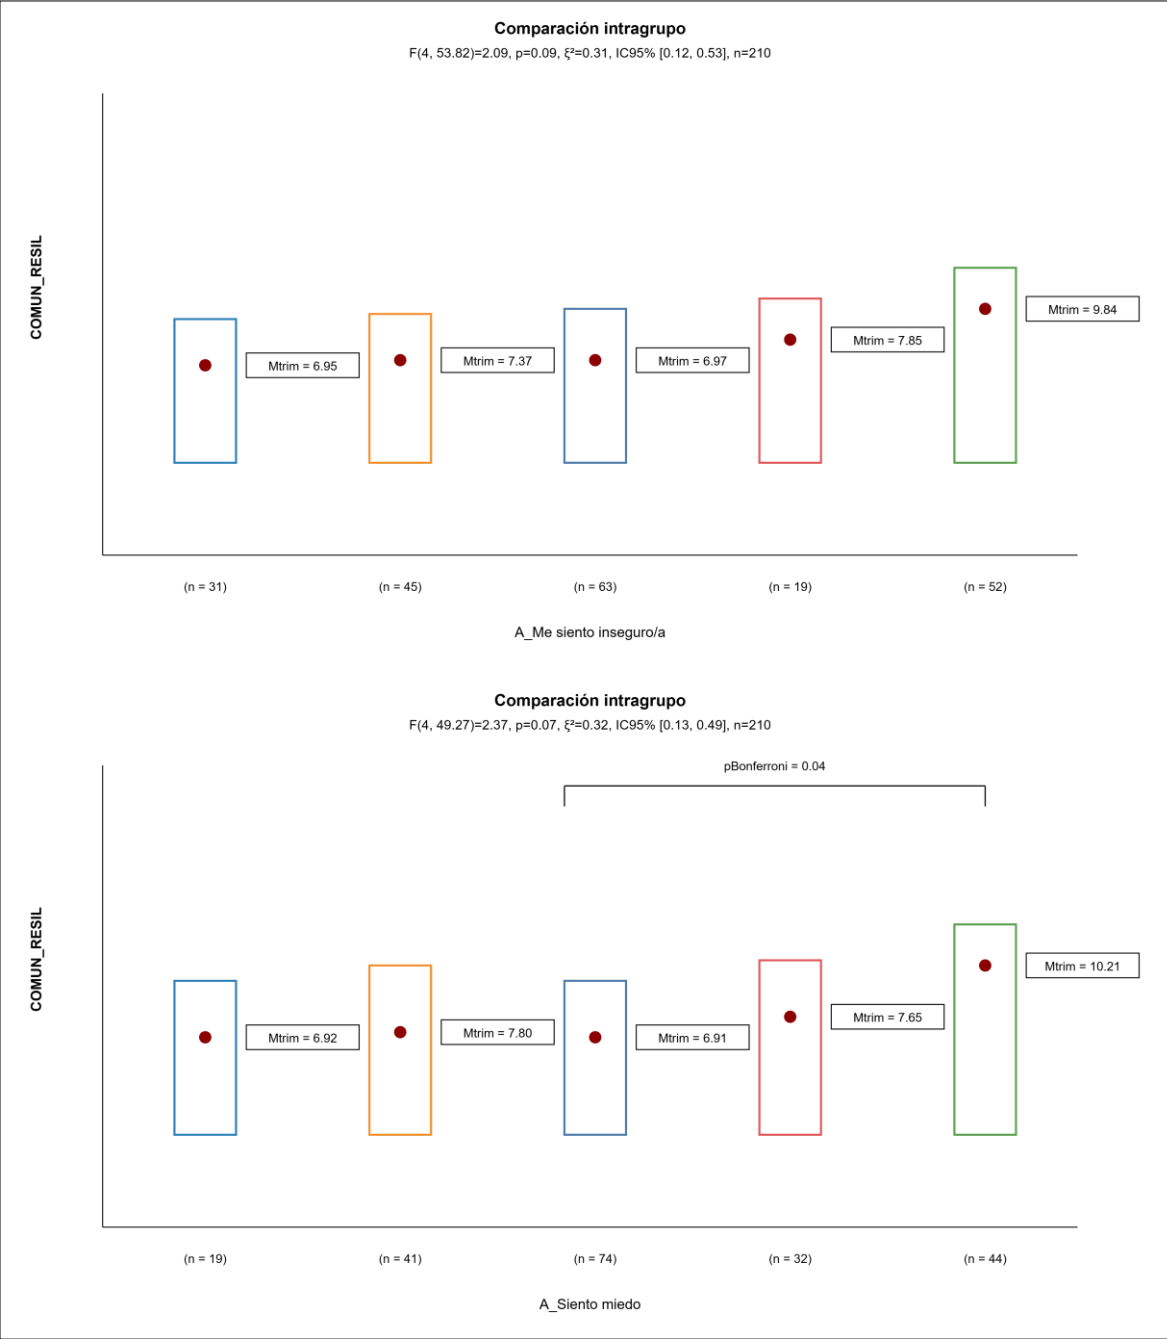 Comparación intragrupo
F(4, 53.82)=2.09, p=0.09, ξ²=0.31, IC95% [0.12, 0.53], n=210
COMUN_RESIL
Mtrim = 6.95
Mtrim = 7.37
Mtrim = 6.97
Mtrim = 7.85
Mtrim = 9.84
(n = 31)
(n = 45)
(n = 63)
(n = 19)
(n = 52)
A_Me siento inseguro/a
Comparación intragrupo
F(4, 49.27)=2.37, p=0.07, ξ²=0.32, IC95% [0.13, 0.49], n=210
pBonferroni = 0.04
COMUN_RESIL
Mtrim = 6.92
Mtrim = 7.80
Mtrim = 6.91
Mtrim = 7.65
Mtrim = 10.21
(n = 19)
(n = 41)
(n = 74)
(n = 32)
(n = 44)
A_Siento miedo